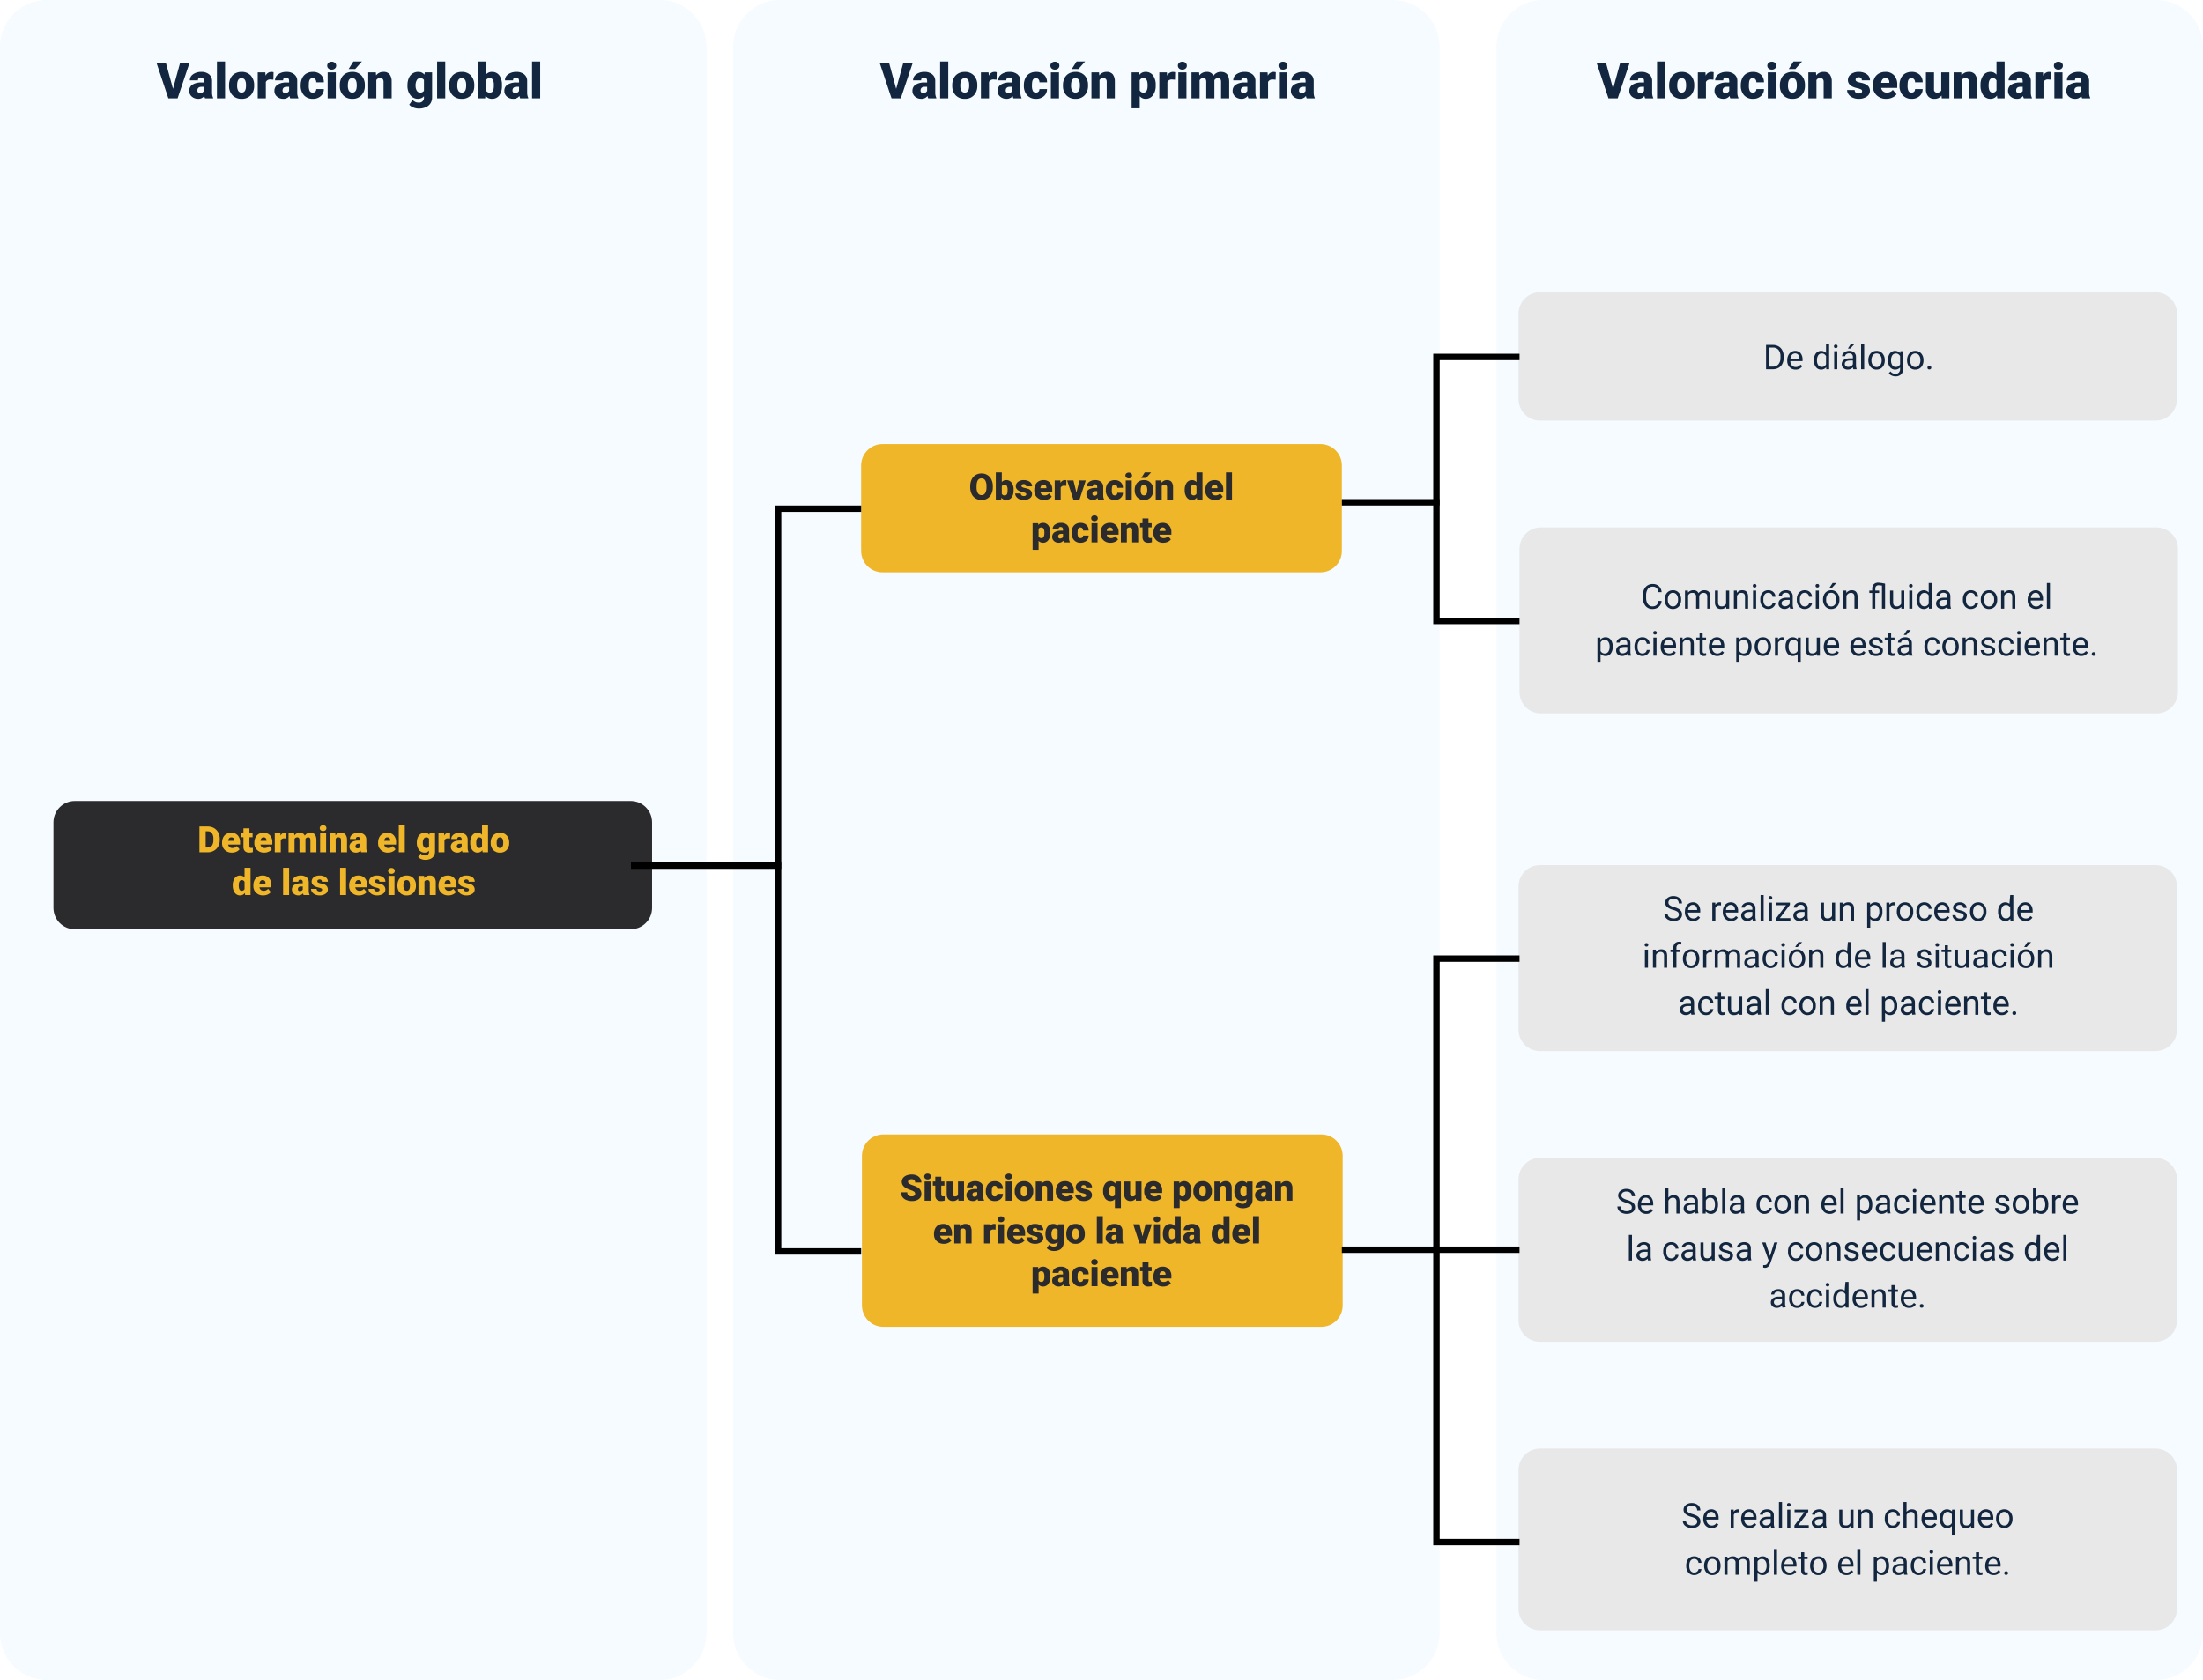 Valoración global
Valoración primaria
Valoración secundaria
De diálogo.
Observación del
paciente
Comunicación fluida con el
paciente porque está consciente.
Determina el grado
de las lesiones
Se realiza un proceso de
información de la situación
actual con el paciente.
Situaciones que pongan
en riesgo la vida del
paciente
Se habla con el paciente sobre
la causa y consecuencias del
accidente.
Se realiza un chequeo
completo el paciente.